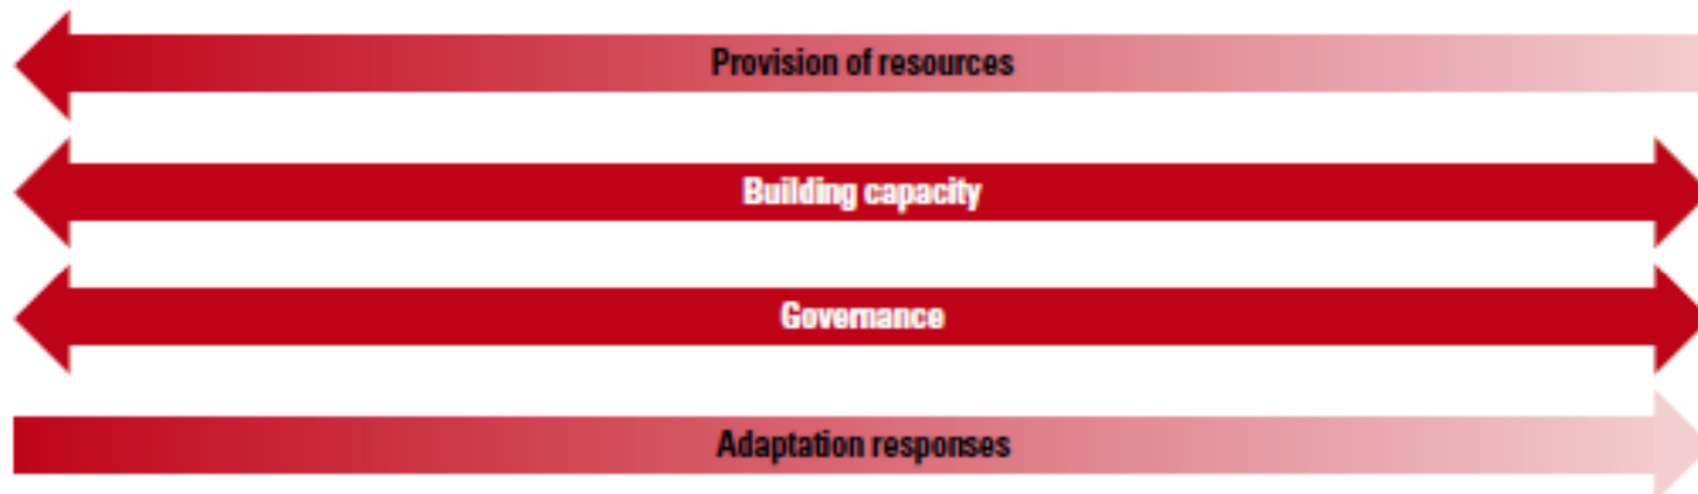 Provision of resources
Building capacity
Governance
Adaptation responses